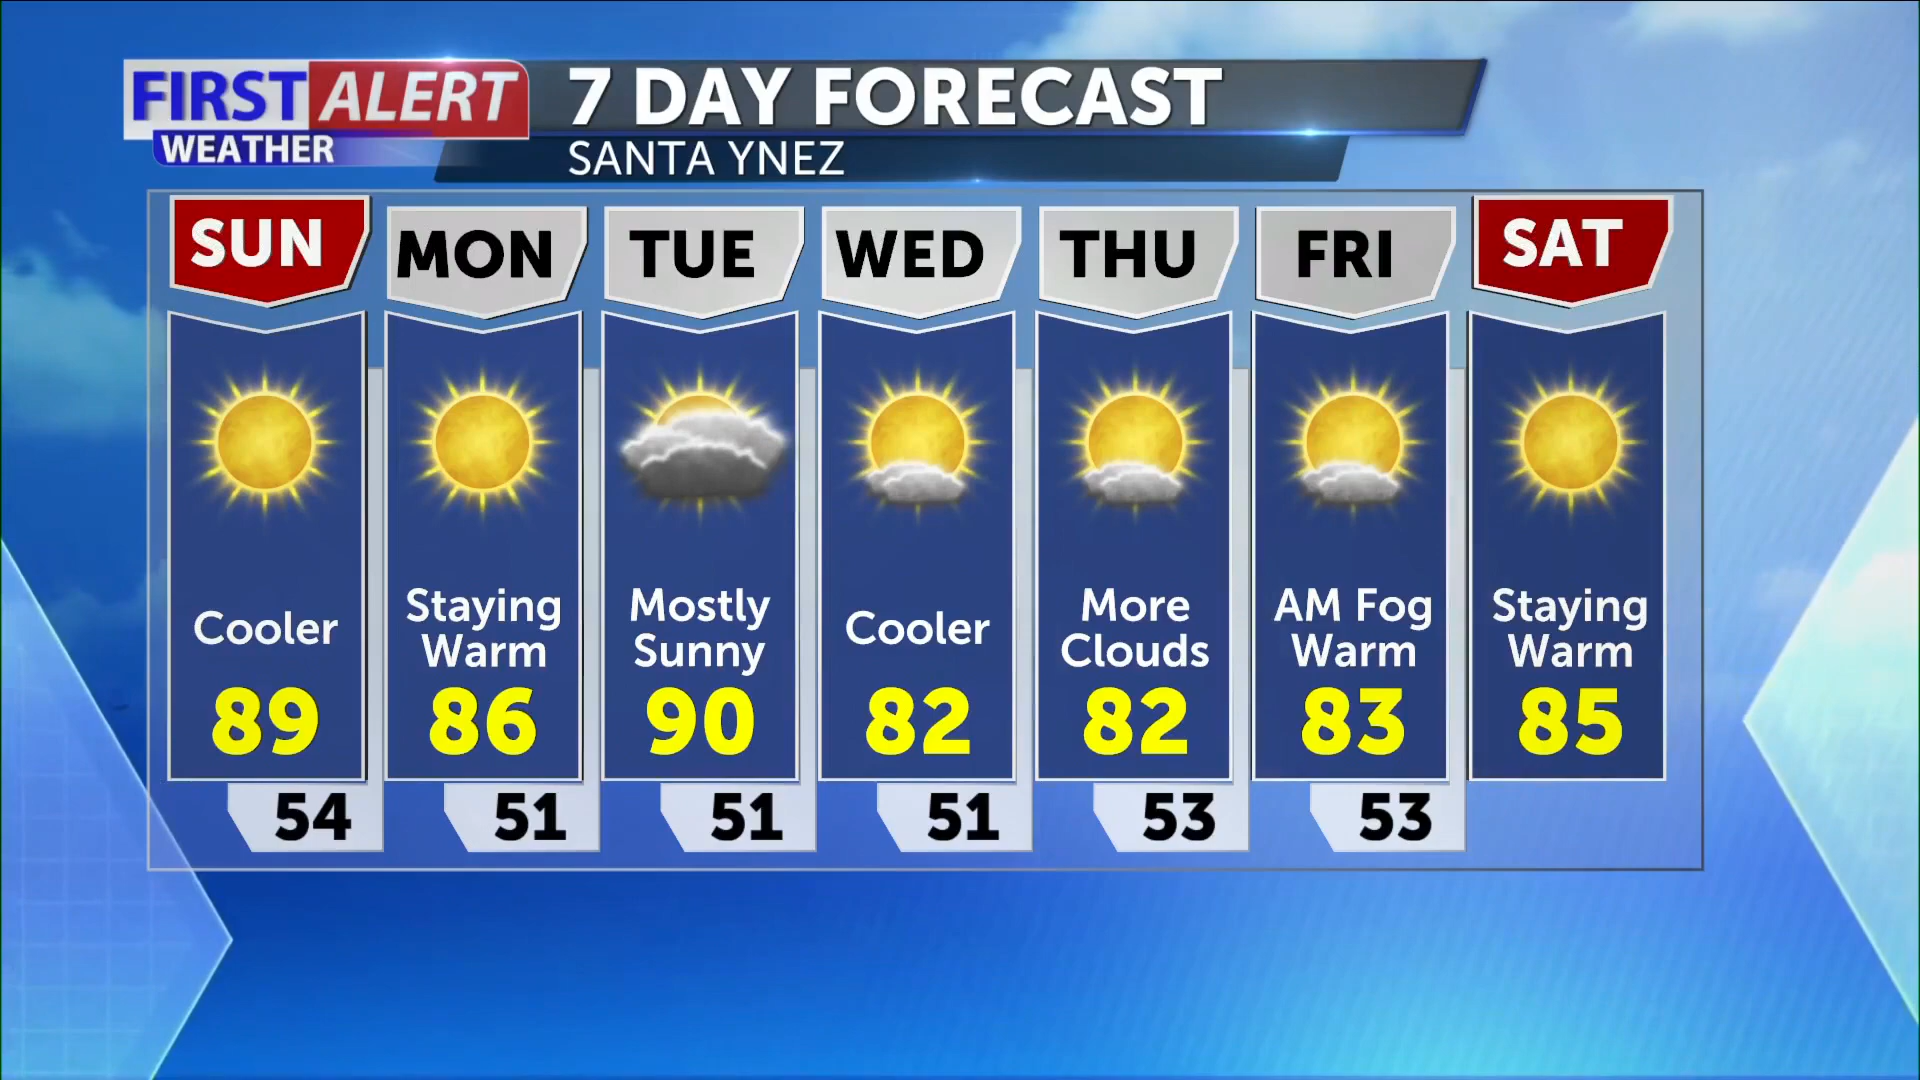 FIRST ALERT
WEATHER
7 DAY FORECAST
SANTA YNEZ
SUN
MON
TUE
WED
THU
FRI
SAT
Cooler
Staying
Warm
Mostly
Sunny
Cooler
More
Clouds
AM Fog
Warm
Staying
Warm
89
86
90
82
82
83
85
54
51
51
51
53
53